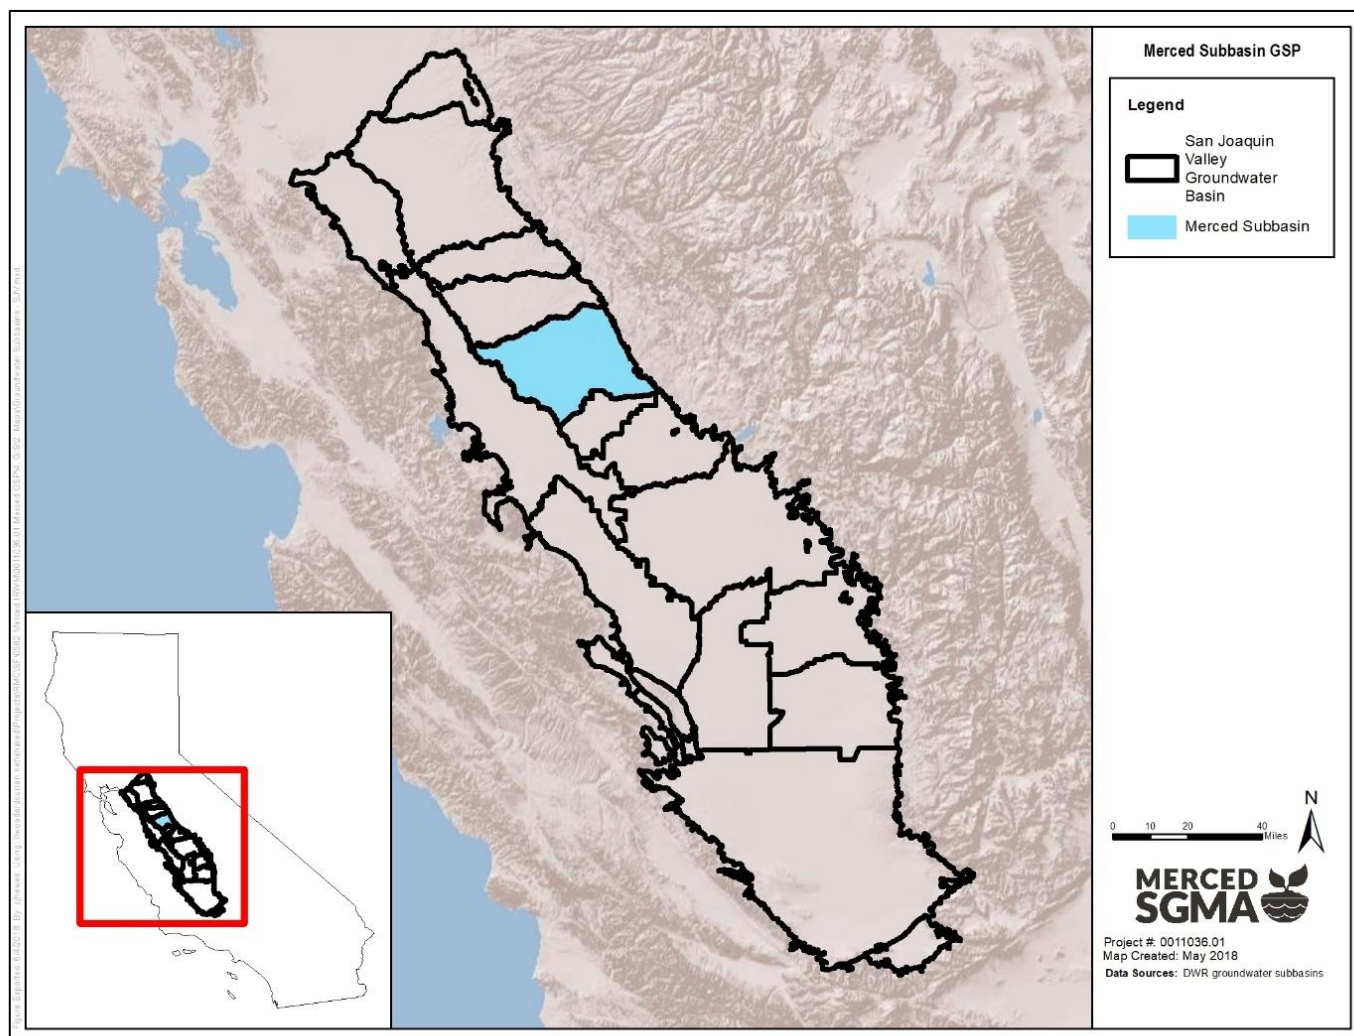 Merced Subbasin GSP
Legend
San Joaquin
Valley
Groundwater
Basin
Merced Subbasin
N
0 10 20 40
Miles
MERCED
SGMA
Project #: 0011036.01
Map Created: May 2018
Data Sources: DWR groundwater subbasins